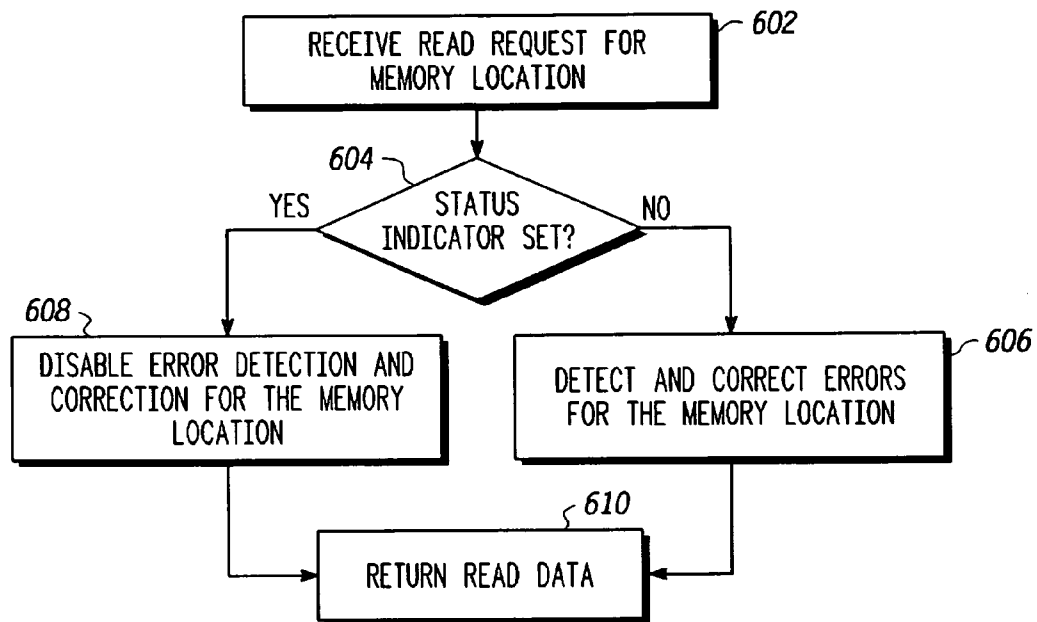 RECEIVE READ REQUEST FOR
MEMORY LOCATION
602
604
STATUS
INDICATOR SET?
YES
NO
608
DISABLE ERROR DETECTION AND
CORRECTION FOR THE MEMORY
LOCATION
606
DETECT AND CORRECT ERRORS
FOR THE MEMORY LOCATION
610
RETURN READ DATA